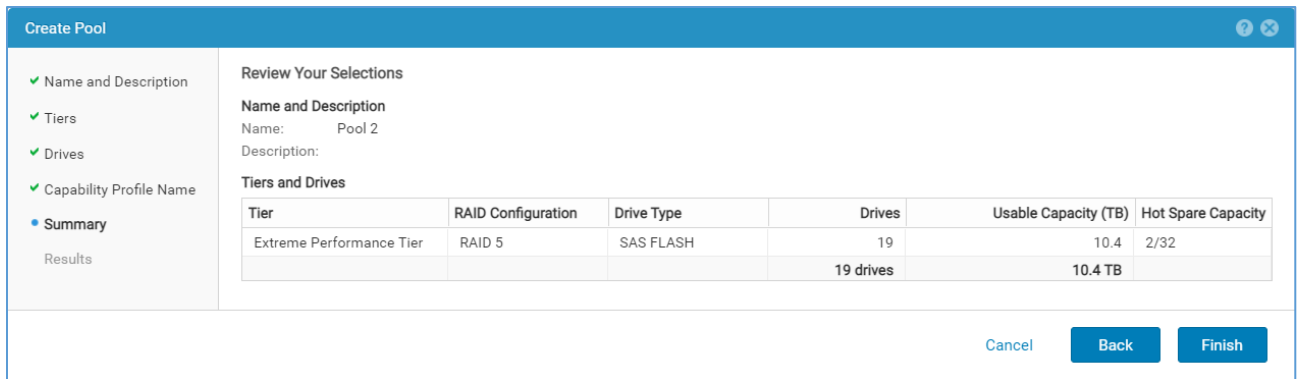 Create Pool
Name and Description
Tiers
Drives
Capability Profile Name
Summary
Results
Review Your Selections
Name and Description
Name: Pool 2
Description:
Tiers and Drives
Tier RAID Configuration Drive Type Drives Usable Capacity (TB) Hot Spare Capacity
Extreme Performance Tier RAID 5 SAS FLASH 19 10.4 2/32
19 drives 10.4 TB
Cancel Back Finish